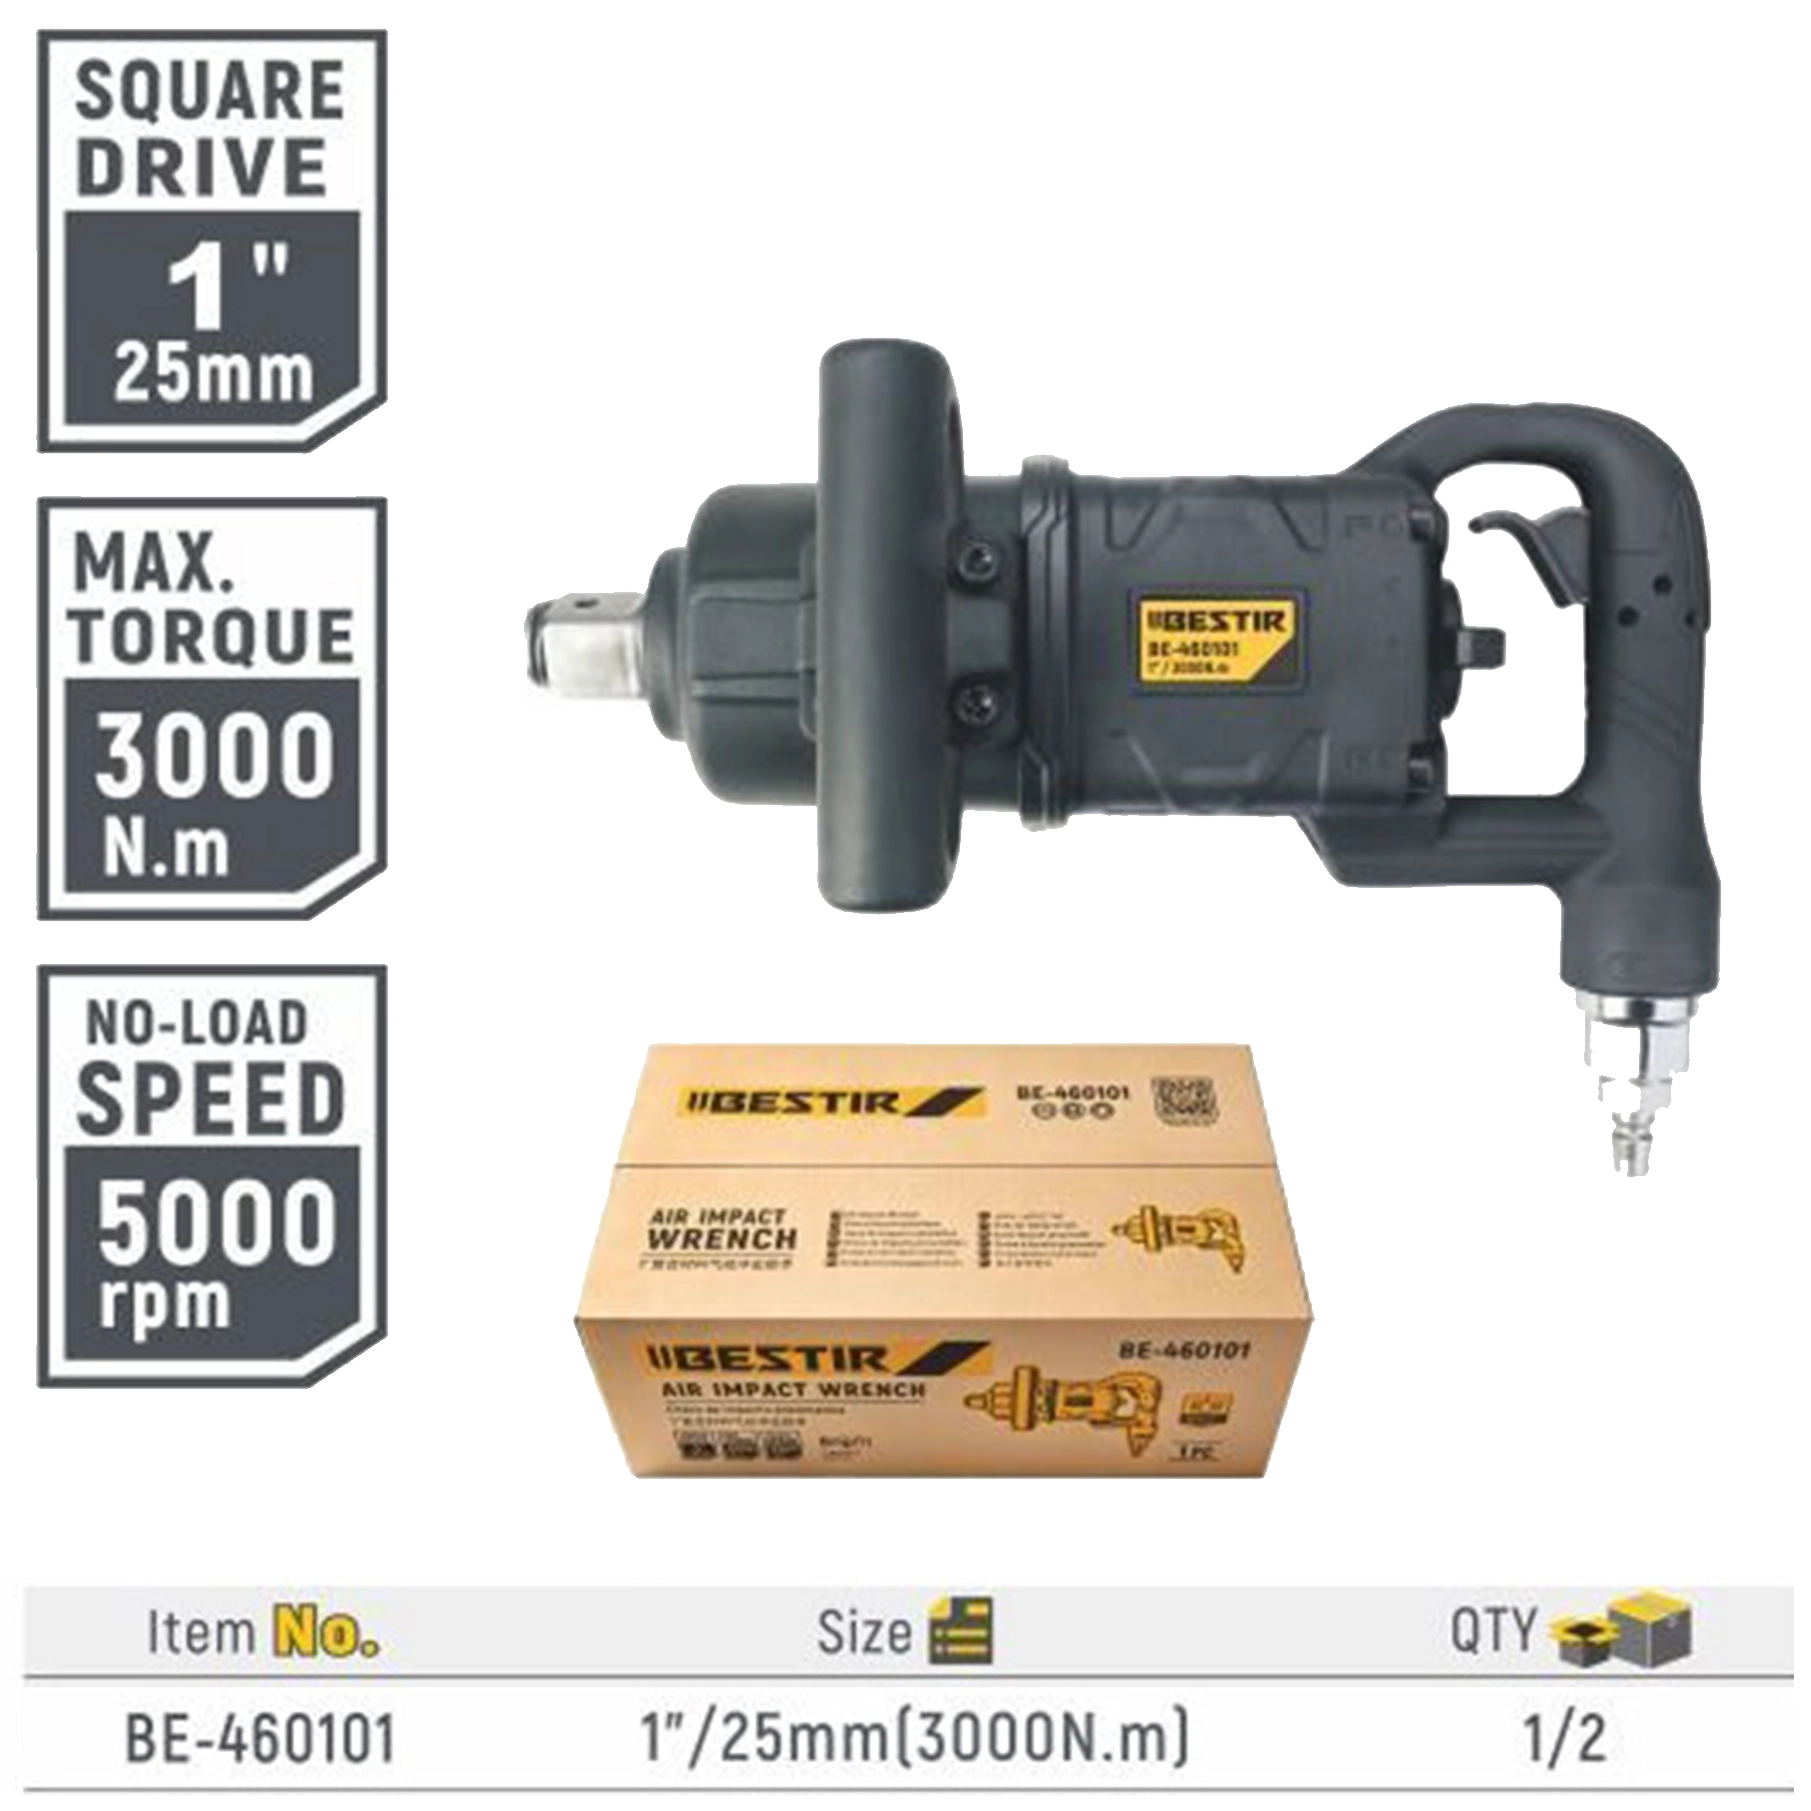 SQUARE
DRIVE
1"
25mm
MAX.
TORQUE
3000
N.m
NO-LOAD
SPEED
5000
rpm
BESTIR
BE-460101
1"/3000N.m
BESTIR
BE-460101
AIR IMPACT
WRENCH
BESTIR
BE-460101
AIR IMPACT WRENCH
1 PC
Item No.
Size
QTY
BE-460101
1"/25mm(3000N.m)
1/2